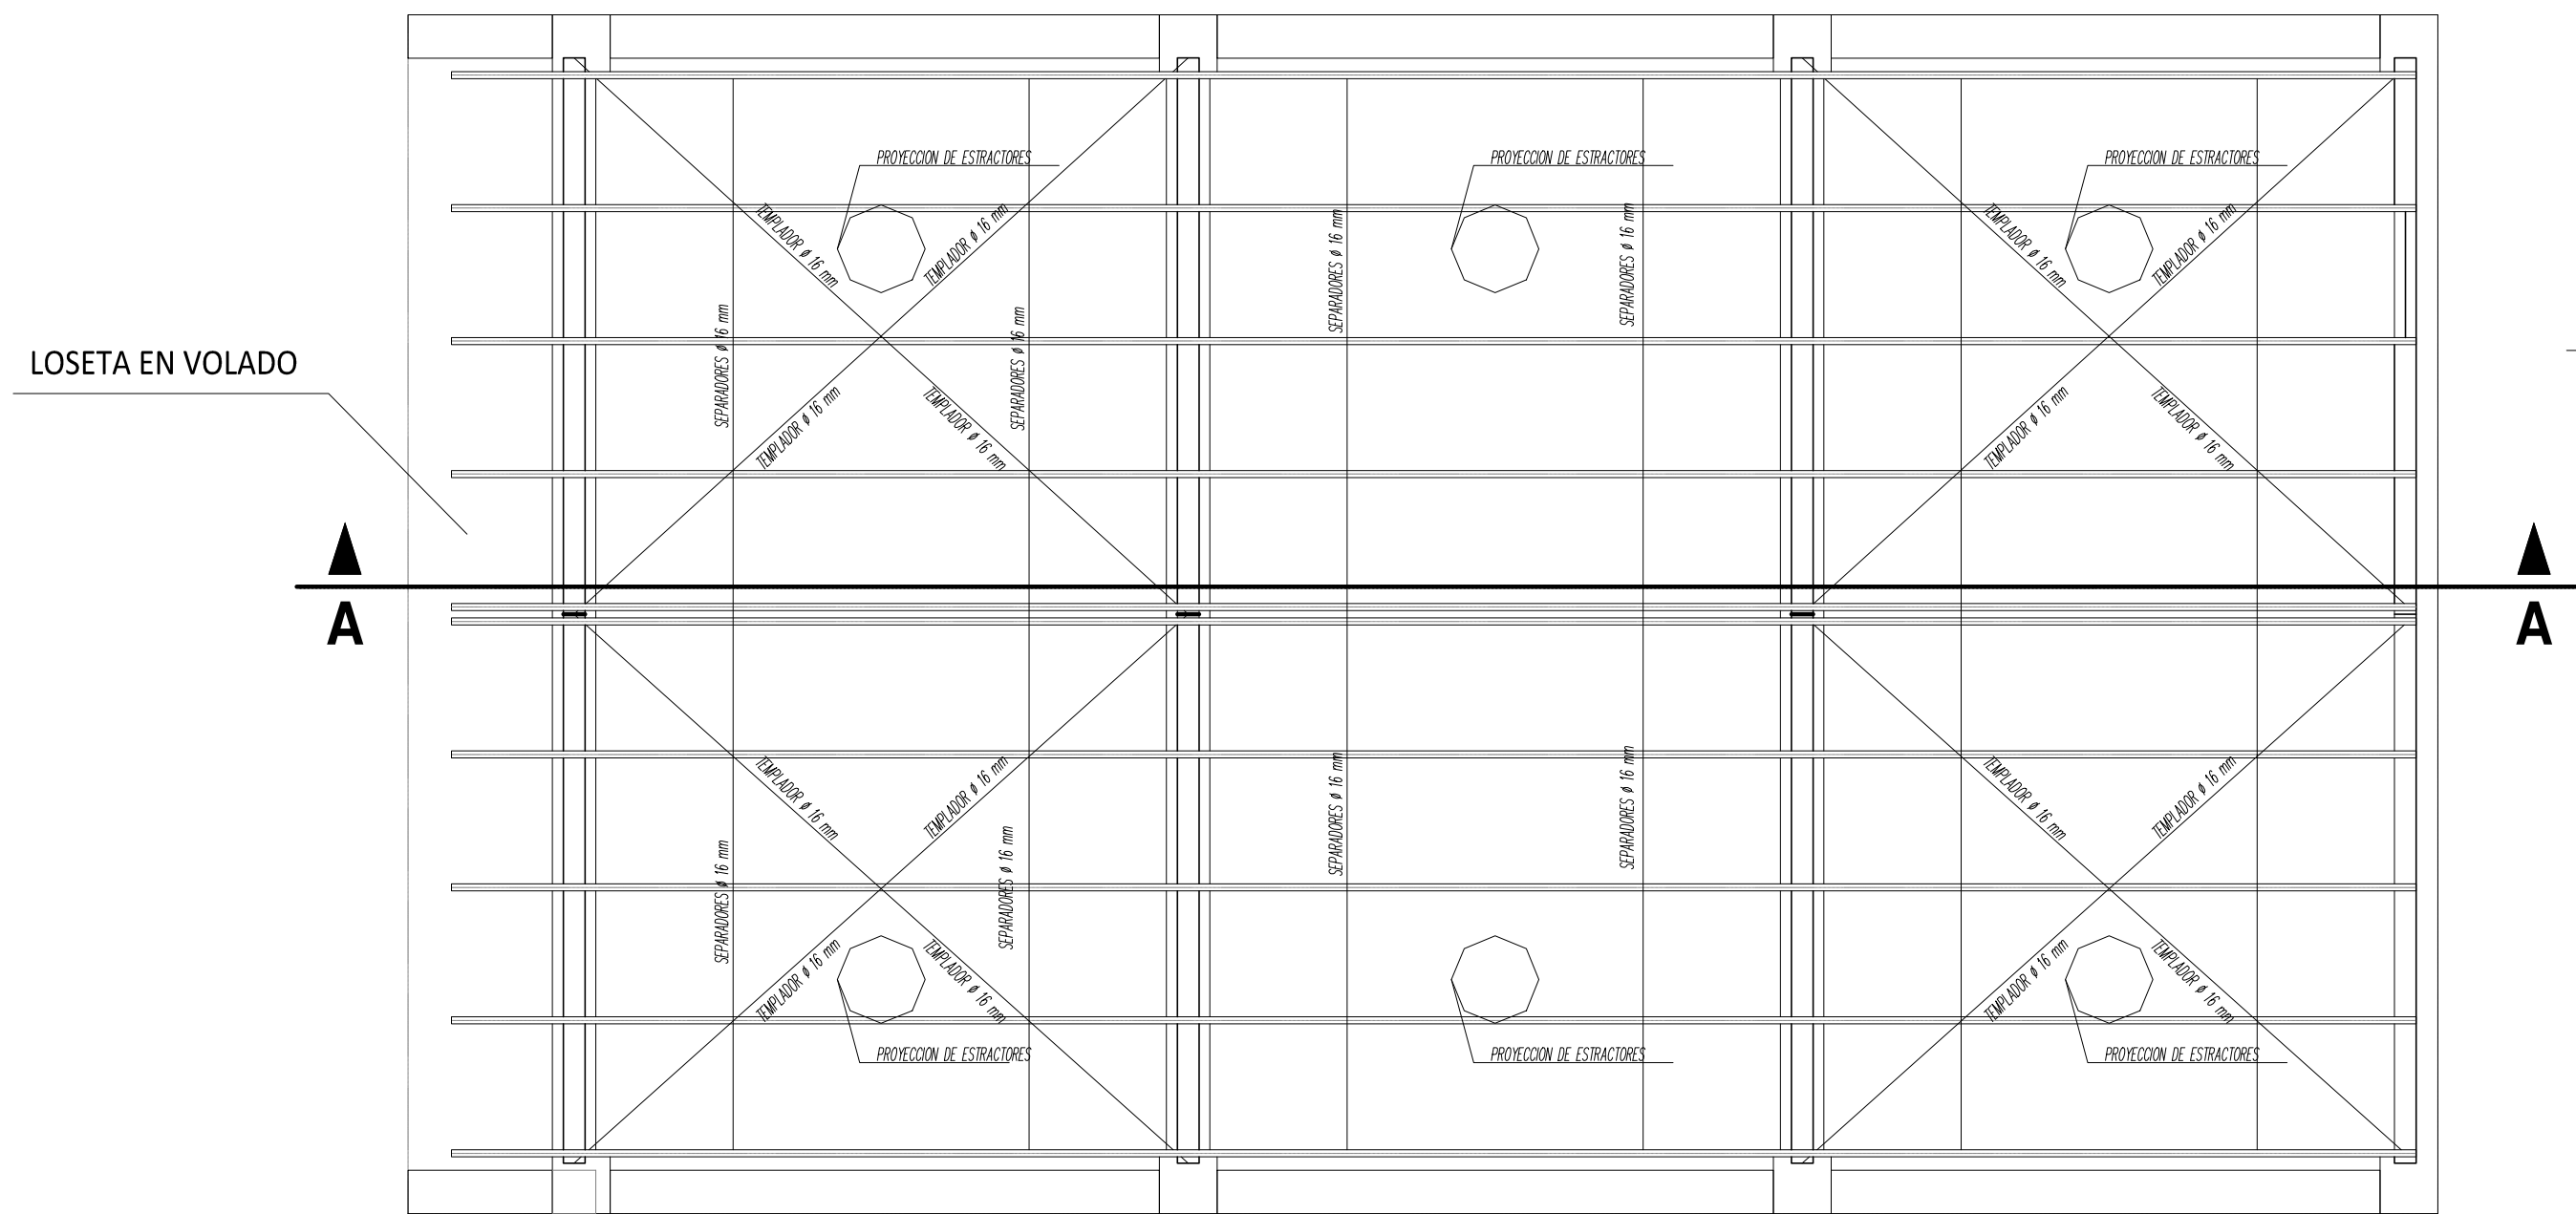 PROYECCION DE ESTRACTORES
PROYECCION DE ESTRACTORES
PROYECCION DE ESTRACTORES
TEMPLADOR ø 16 mm
TEMPLADOR ø 16 mm
SEPARADORES ø 16 mm
SEPARADORES ø 16 mm
TEMPLADOR ø 16 mm
TEMPLADOR ø 16 mm
SEPARADORES ø 16 mm
SEPARADORES ø 16 mm
LOSETA EN VOLADO
TEMPLADOR ø 16 mm
TEMPLADOR ø 16 mm
TEMPLADOR ø 16 mm
TEMPLADOR ø 16 mm
A
A
TEMPLADOR ø 16 mm
TEMPLADOR ø 16 mm
SEPARADORES ø 16 mm
SEPARADORES ø 16 mm
TEMPLADOR ø 16 mm
TEMPLADOR ø 16 mm
SEPARADORES ø 16 mm
SEPARADORES ø 16 mm
TEMPLADOR ø 16 mm
TEMPLADOR ø 16 mm
TEMPLADOR ø 16 mm
TEMPLADOR ø 16 mm
PROYECCION DE ESTRACTORES
PROYECCION DE ESTRACTORES
PROYECCION DE ESTRACTORES